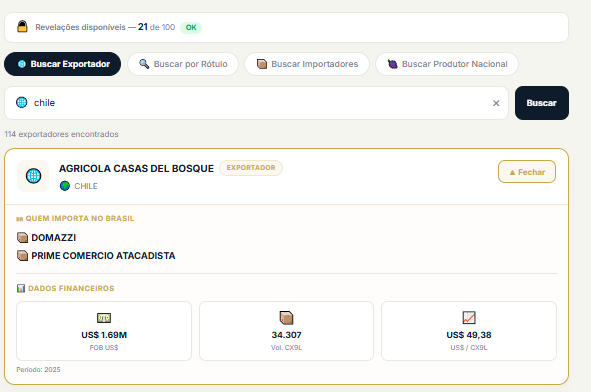 Revelações disponíveis — 21 de 100 OK
Buscar Exportador
Buscar por Rótulo
Buscar Importadores
Buscar Produtor Nacional
chile
Buscar
114 exportadores encontrados
AGRICOLA CASAS DEL BOSQUE EXPORTADOR
▲ Fechar
CHILE
QUEM IMPORTA NO BRASIL
DOMAZZI
PRIME COMERCIO ATACADISTA
DADOS FINANCEIROS
US$ 1.69M
FOB US$
34.307
Vol. CX9L
US$ 49,38
US$ / CX9L
Período: 2025